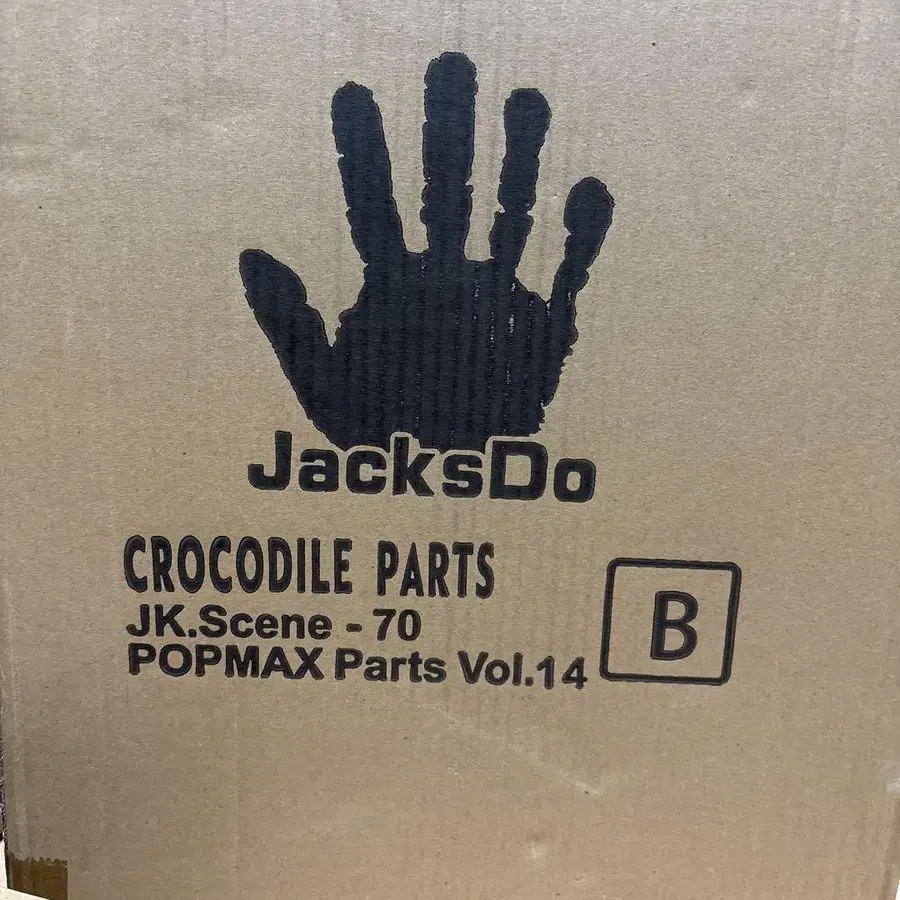 JacksDo
CROCODILE PARTS
JK.Scene - 70
POPMAX Parts Vol.14
B